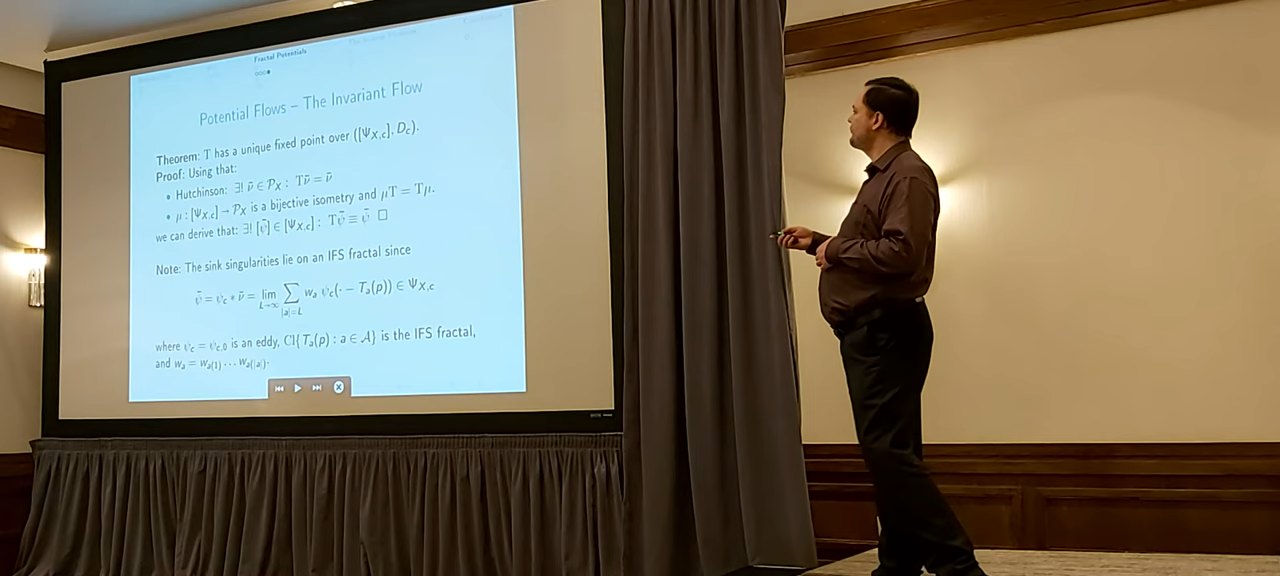 Fractal Potentials
Potential Flows – The Invariant Flow
Theorem: T has a unique fixed point over ([Ψ_{X,c}], D_c).
Proof: Using that:
• Hutchinson: ∃! ν̄ ∈ 𝒫_X : Tν̄ = ν̄
• μ : [Ψ_{X,c}] → 𝒫_X is a bijective isometry and μT = Tμ.
we can derive that: ∃! [ψ̄] ∈ [Ψ_{X,c}] : Tψ̄ ≡ ψ̄ □
Note: The sink singularities lie on an IFS fractal since
ψ̄ = ψ_c ∗ ν̄ = lim_{L→∞} ∑_{|a|=L} w_a ψ_c(· − T_a(p)) ∈ Ψ_{X,c}
where ψ_c = ψ_{c,0} is an eddy, Cl{T_a(p) : a ∈ 𝒜} is the IFS fractal,
and w_a = w_{a(1)} … w_{a(|a|)}.